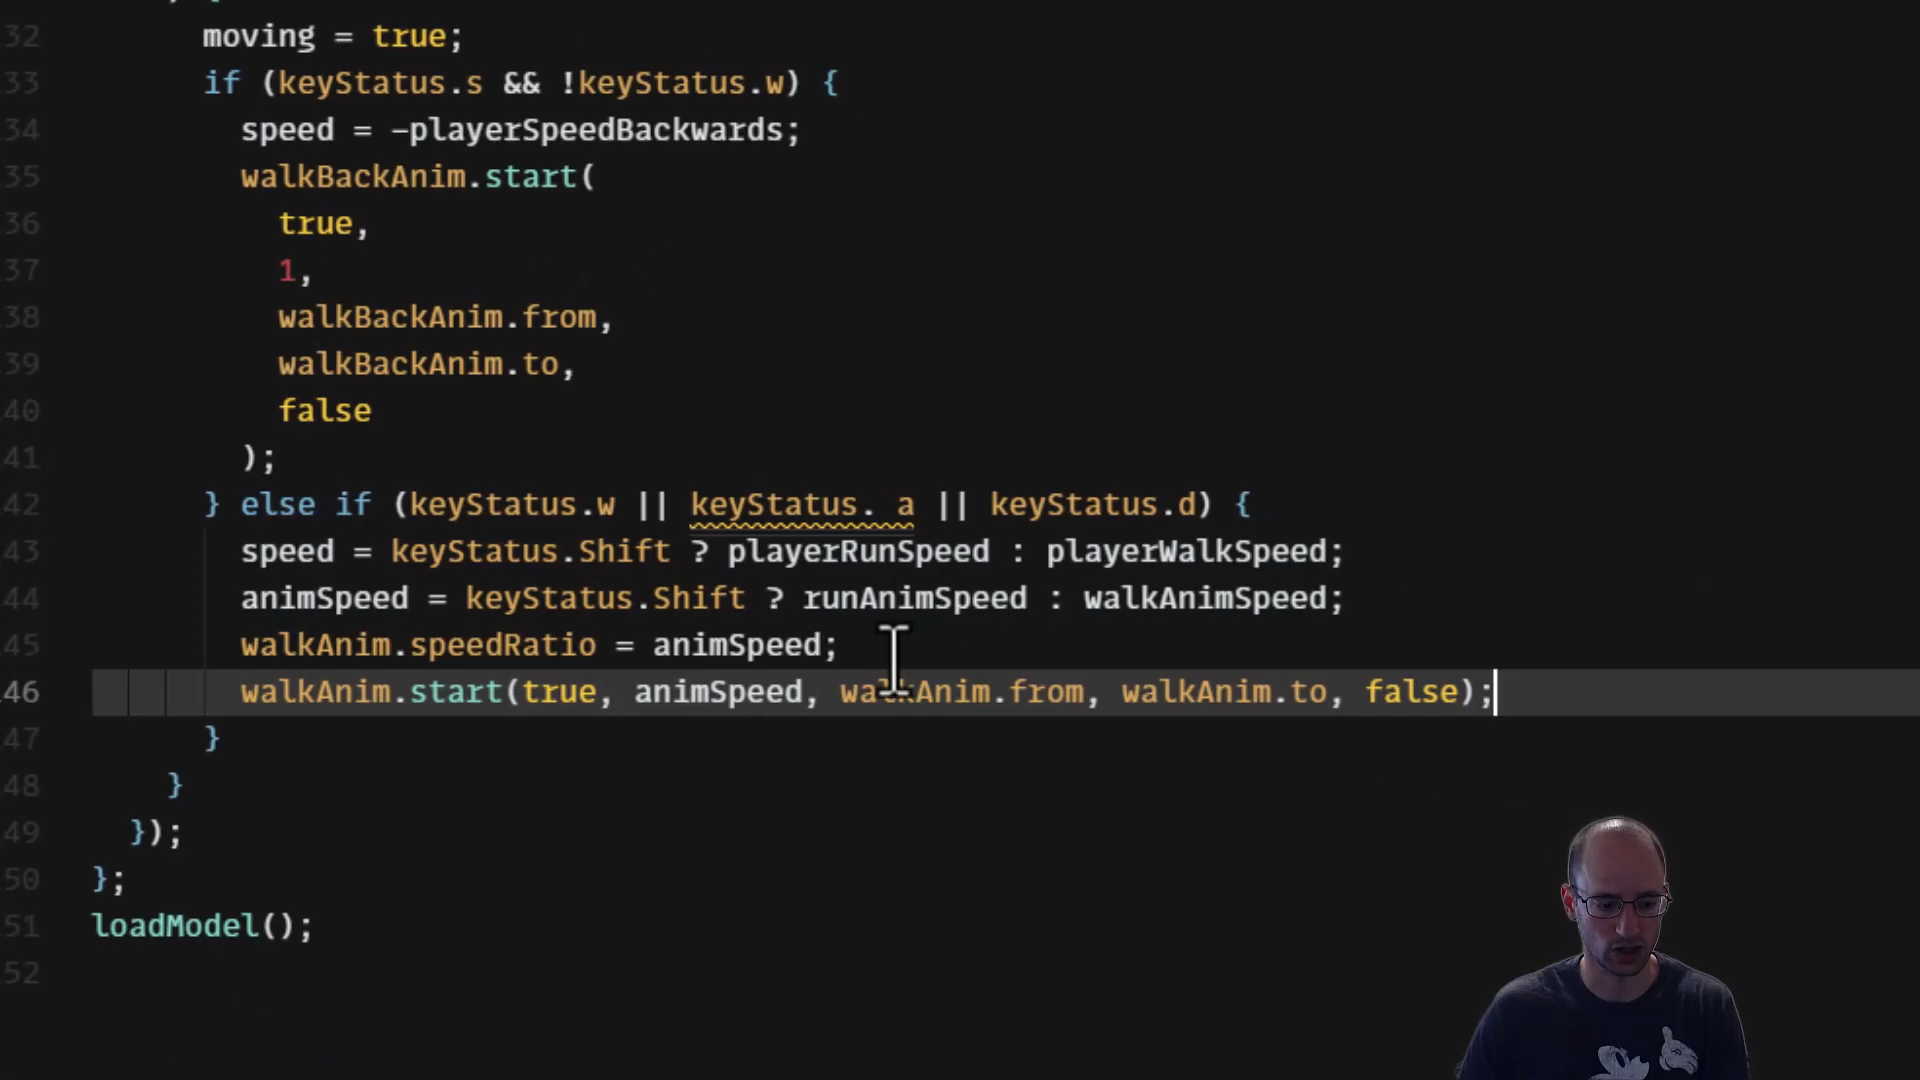 32 moving = true;
33 if (keyStatus.s && !keyStatus.w) {
34 speed = -playerSpeedBackwards;
35 walkBackAnim.start(
36 true,
37 1,
38 walkBackAnim.from,
39 walkBackAnim.to,
40 false
41 );
42 } else if (keyStatus.w || keyStatus. a || keyStatus.d) {
43 speed = keyStatus.Shift ? playerRunSpeed : playerWalkSpeed;
44 animSpeed = keyStatus.Shift ? runAnimSpeed : walkAnimSpeed;
45 walkAnim.speedRatio = animSpeed;
146 walkAnim.start(true, animSpeed, walkAnim.from, walkAnim.to, false);
47 }
48 }
49 });
50 };
51 loadModel();
52